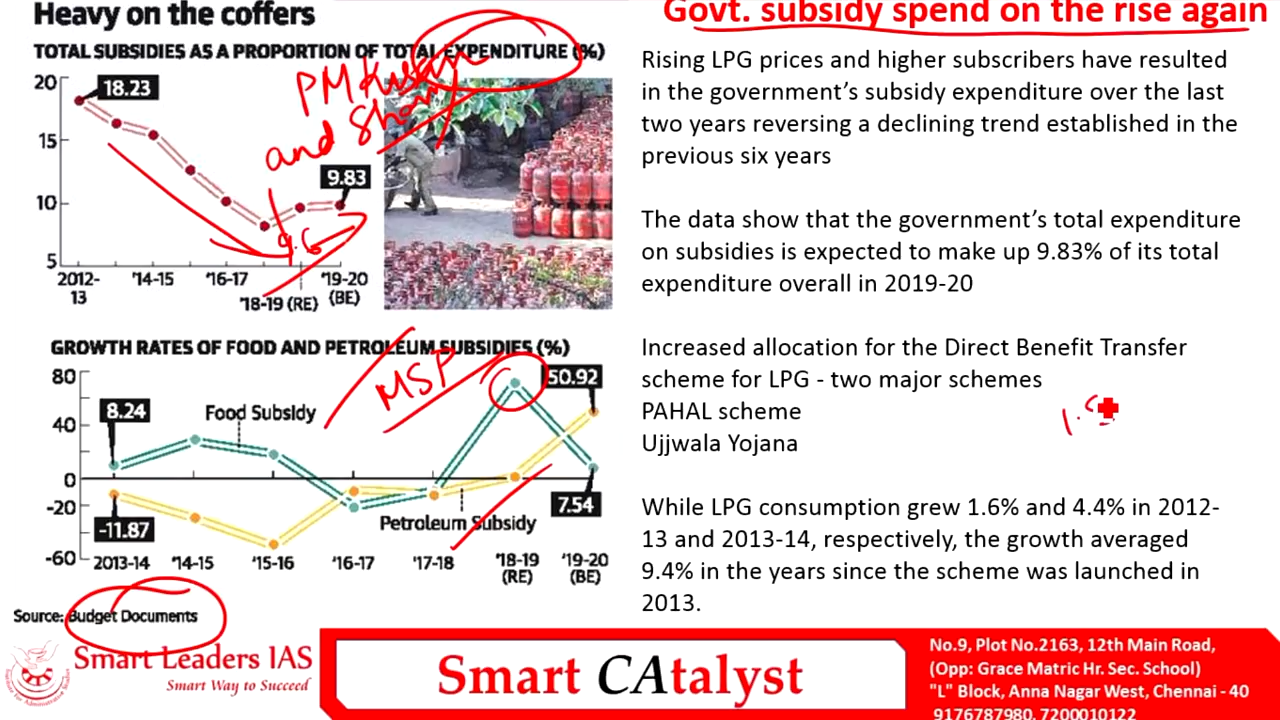 Heavy on the coffers
TOTAL SUBSIDIES AS A PROPORTION OF TOTAL EXPENDITURE (%)
20
15
10
5
18.23
9.83
2012-
13
'14-15
'16-17
'18-19 (RE)
'19-20
(BE)
PM Kisan
and Sharm
9.6
GROWTH RATES OF FOOD AND PETROLEUM SUBSIDIES (%)
80
40
0
-20
-60
8.24
-11.87
Food Subsidy
MSP
50.92
7.54
Petroleum Subsidy
2013-14
'14-15
'15-16
'16-17
'17-18
'18-19
(RE)
'19-20
(BE)
Source: Budget Documents
Govt. subsidy spend on the rise again
Rising LPG prices and higher subscribers have resulted
in the government's subsidy expenditure over the last
two years reversing a declining trend established in the
previous six years
The data show that the government's total expenditure
on subsidies is expected to make up 9.83% of its total
expenditure overall in 2019-20
Increased allocation for the Direct Benefit Transfer
scheme for LPG - two major schemes
PAHAL scheme
Ujjwala Yojana
While LPG consumption grew 1.6% and 4.4% in 2012-
13 and 2013-14, respectively, the growth averaged
9.4% in the years since the scheme was launched in
2013.
Smart Leaders IAS
Smart Way to Succeed
Smart CAtalyst
No.9, Plot No.2163, 12th Main Road,
(Opp: Grace Matric Hr. Sec. School)
"L" Block, Anna Nagar West, Chennai - 40
9176787980, 7200010122